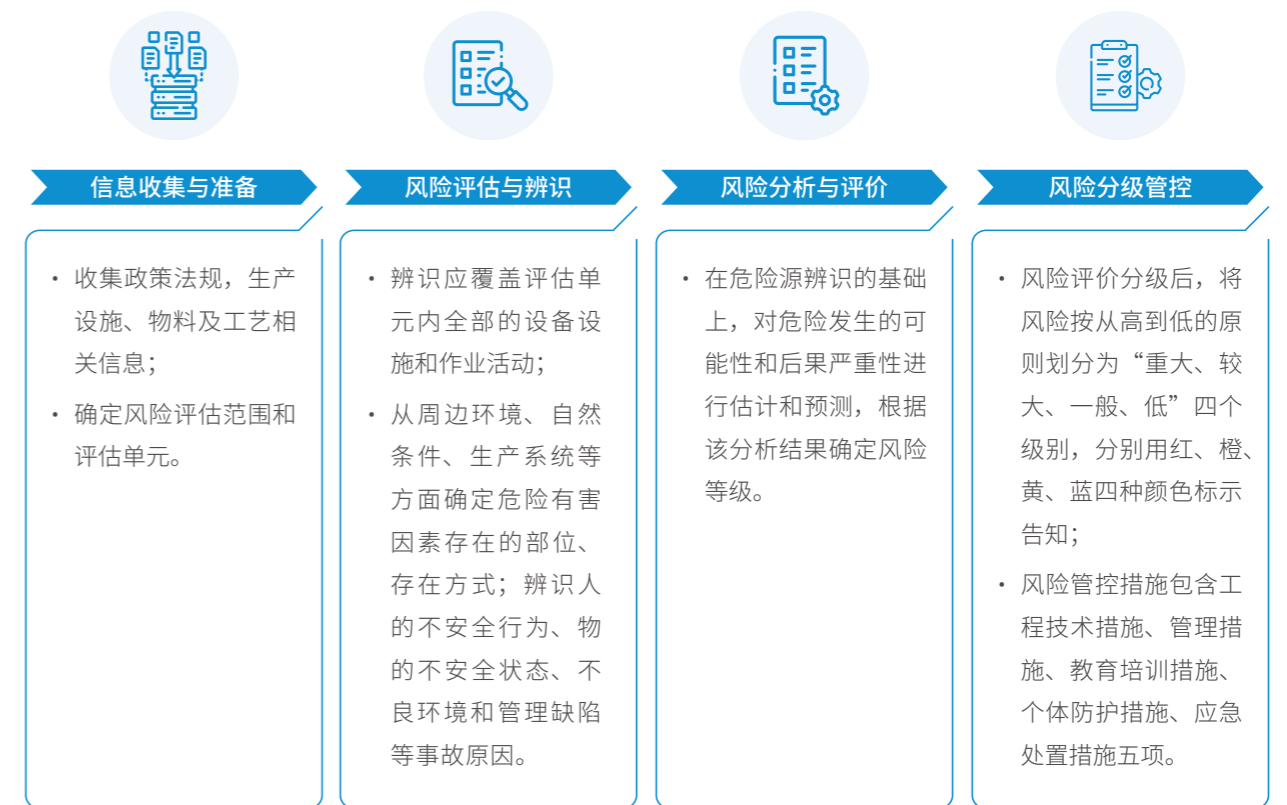 信息收集与准备
• 收集政策法规，生产
设施、物料及工艺相
关信息；
• 确定风险评估范围和
评估单元。
风险评估与辨识
• 辨识应覆盖评估单
元内全部的设备设
施和作业活动；
• 从周边环境、自然
条件、生产系统等
方面确定危险有害
因素存在的部位、
存在方式；辨识人
的不安全行为、物
的不安全状态、不
良环境和管理缺陷
等事故原因。
风险分析与评价
• 在危险源辨识的基础
上，对危险发生的可
能性和后果严重性进
行估计和预测，根据
该分析结果确定风险
等级。
风险分级管控
• 风险评价分级后，将
风险按从高到低的原
则划分为“重大、较
大、一般、低”四个
级别，分别用红、橙、
黄、蓝四种颜色标示
告知；
• 风险管控措施包含工
程技术措施、管理措
施、教育培训措施、
个体防护措施、应急
处置措施五项。